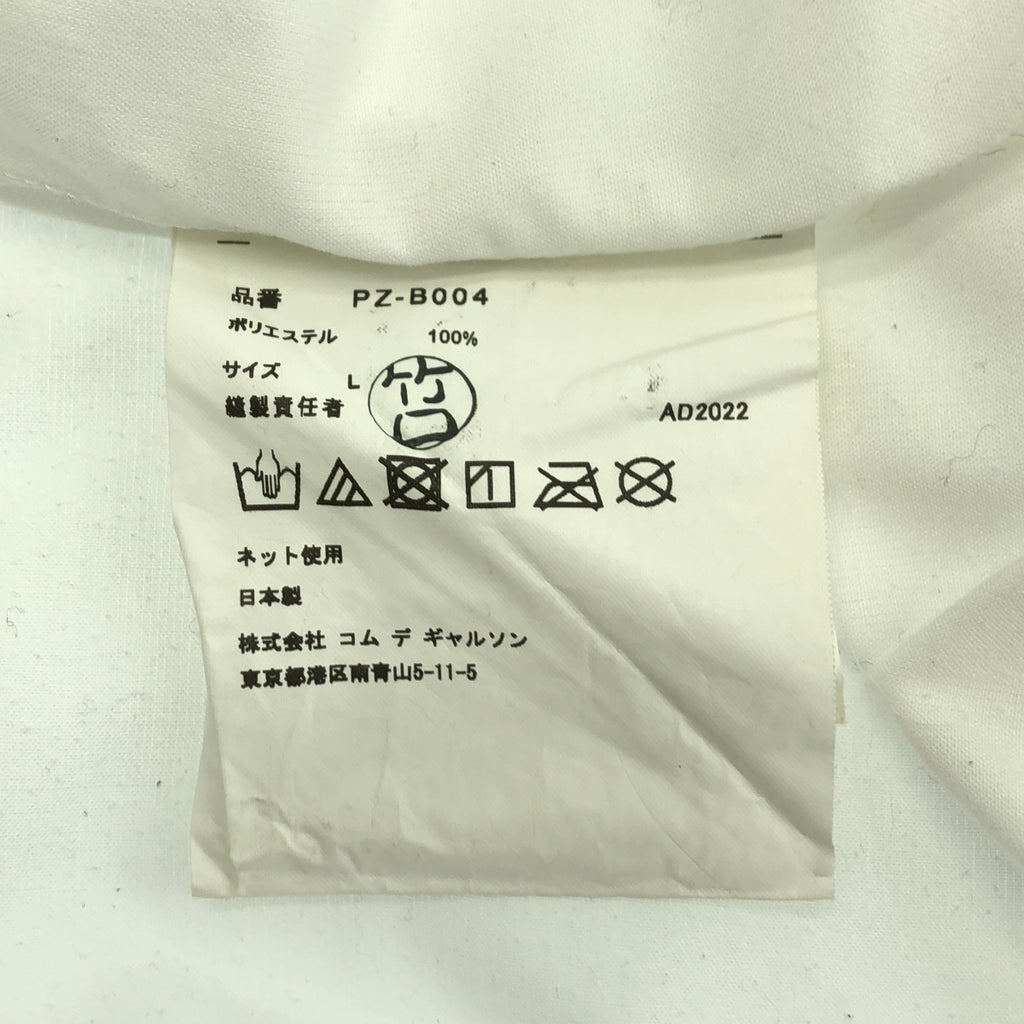 品番 PZ-B004
ポリエステル 100%
サイズ L
縫製責任者 竹口 AD2022
ネット使用
日本製
株式会社 コム デ ギャルソン
東京都港区南青山5-11-5